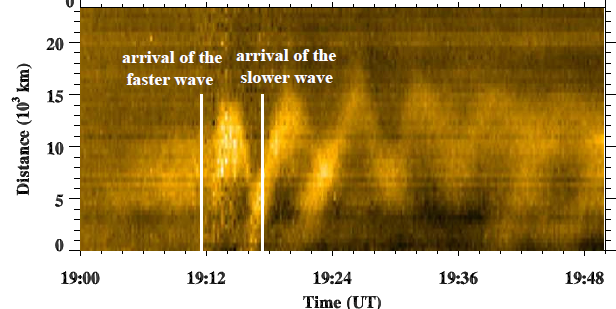 0
20
15
10
5
0
Distance (10³ km)
arrival of the
faster wave
arrival of the
slower wave
19:00 19:12 19:24 19:36 19:48
Time (UT)